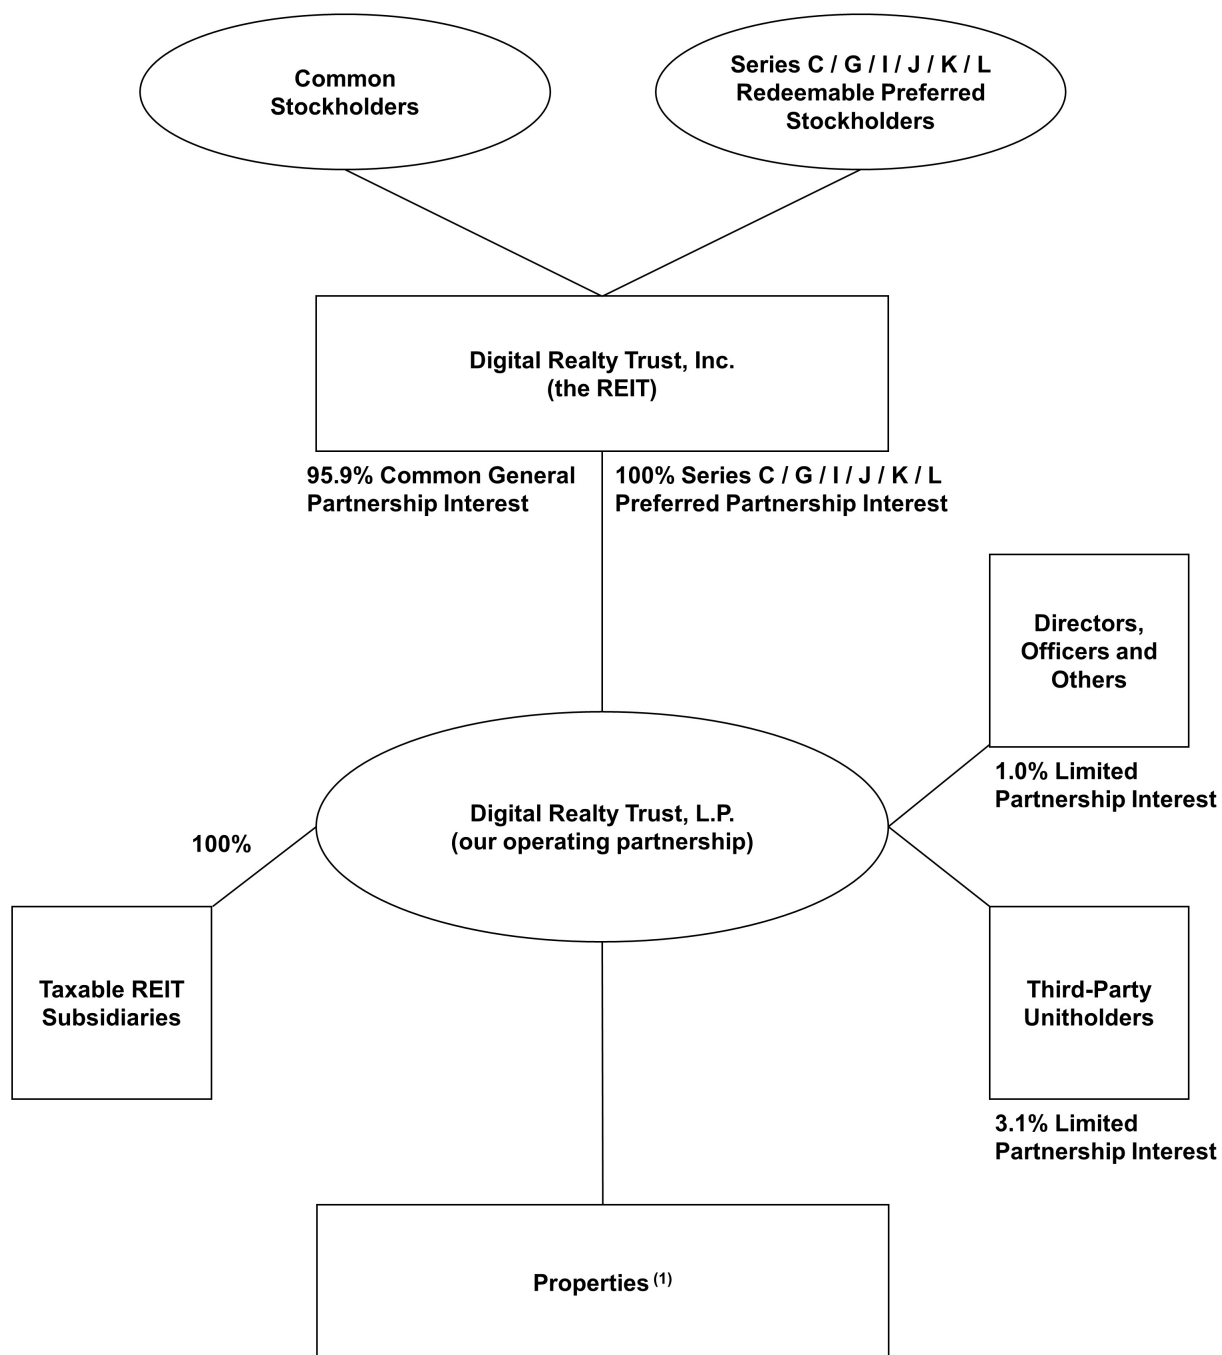 Common
Stockholders
Series C / G / I / J / K / L
Redeemable Preferred
Stockholders
Digital Realty Trust, Inc.
(the REIT)
95.9% Common General
Partnership Interest
100% Series C / G / I / J / K / L
Preferred Partnership Interest
Directors,
Officers and
Others
1.0% Limited
Partnership Interest
Digital Realty Trust, L.P.
(our operating partnership)
100%
Taxable REIT
Subsidiaries
Third-Party
Unitholders
3.1% Limited
Partnership Interest
Properties (1)